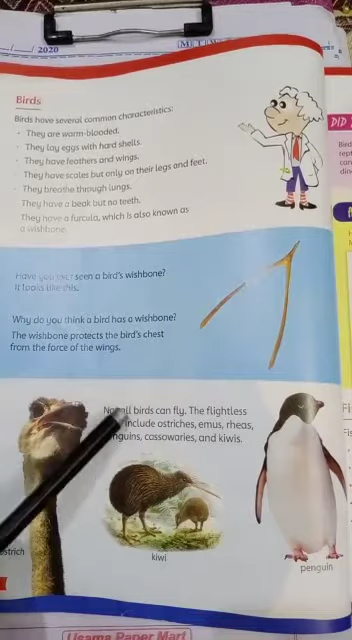 2020
Birds
Birds have several common characteristics:
- They are warm-blooded.
- They lay eggs with hard shells.
- They have feathers and wings.
- They have scales but only on their legs and feet.
- They breathe through lungs.
They have a beak but no teeth.
They have a furcula, which is also known as
a wishbone.
Have you ever seen a bird's wishbone?
It looks like this.
Why do you think a bird has a wishbone?
The wishbone protects the bird's chest
from the force of the wings.
Not all birds can fly. The flightless
include ostriches, emus, rheas,
nguins, cassowaries, and kiwis.
strich
kiwi
penguin
DID
Bird
rept
can
din
Fi
Fis
Usama Paper Mart